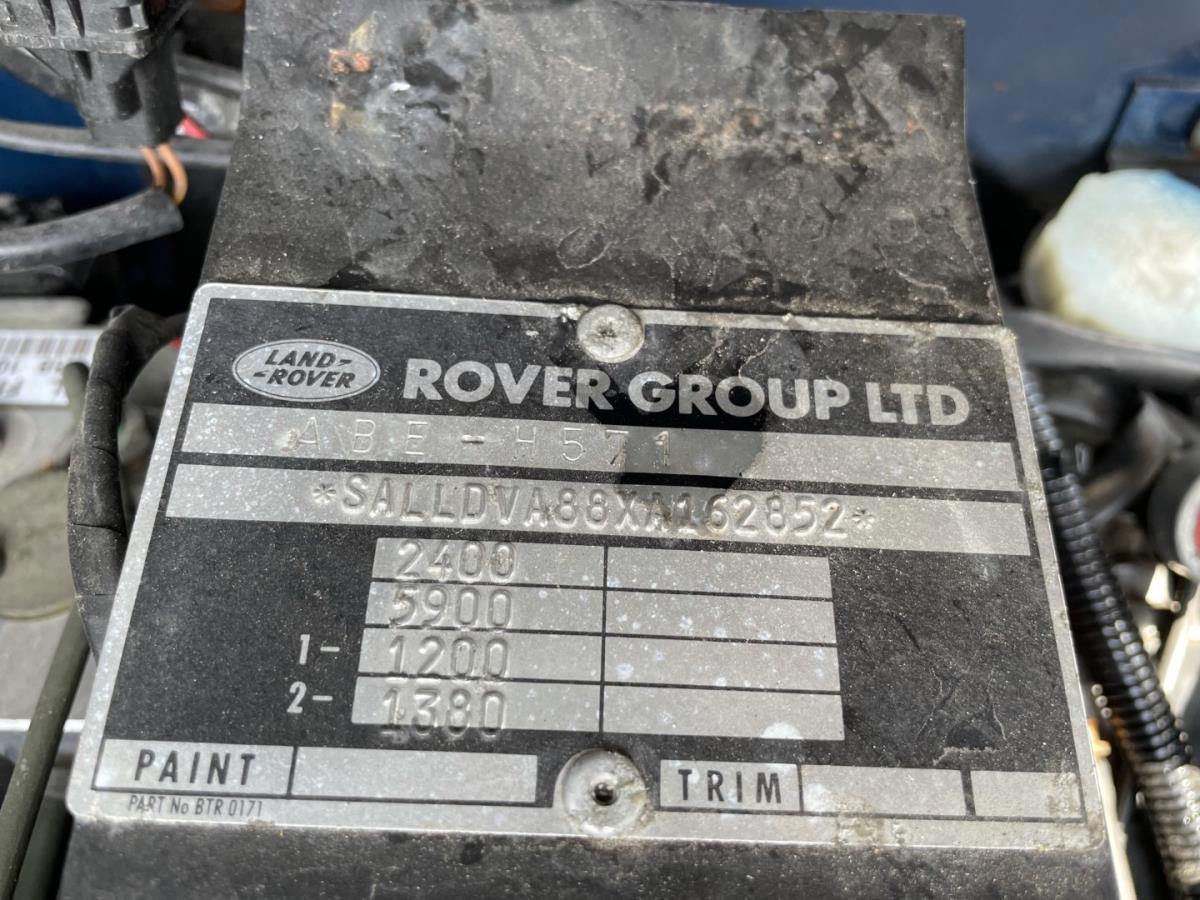 LAND-
-ROVER
ROVER GROUP LTD
ABE-H571
*SALLDVA88XA162852*
2400
5900
1- 1200
2- 1380
PAINT
TRIM
PART No BTR 0171